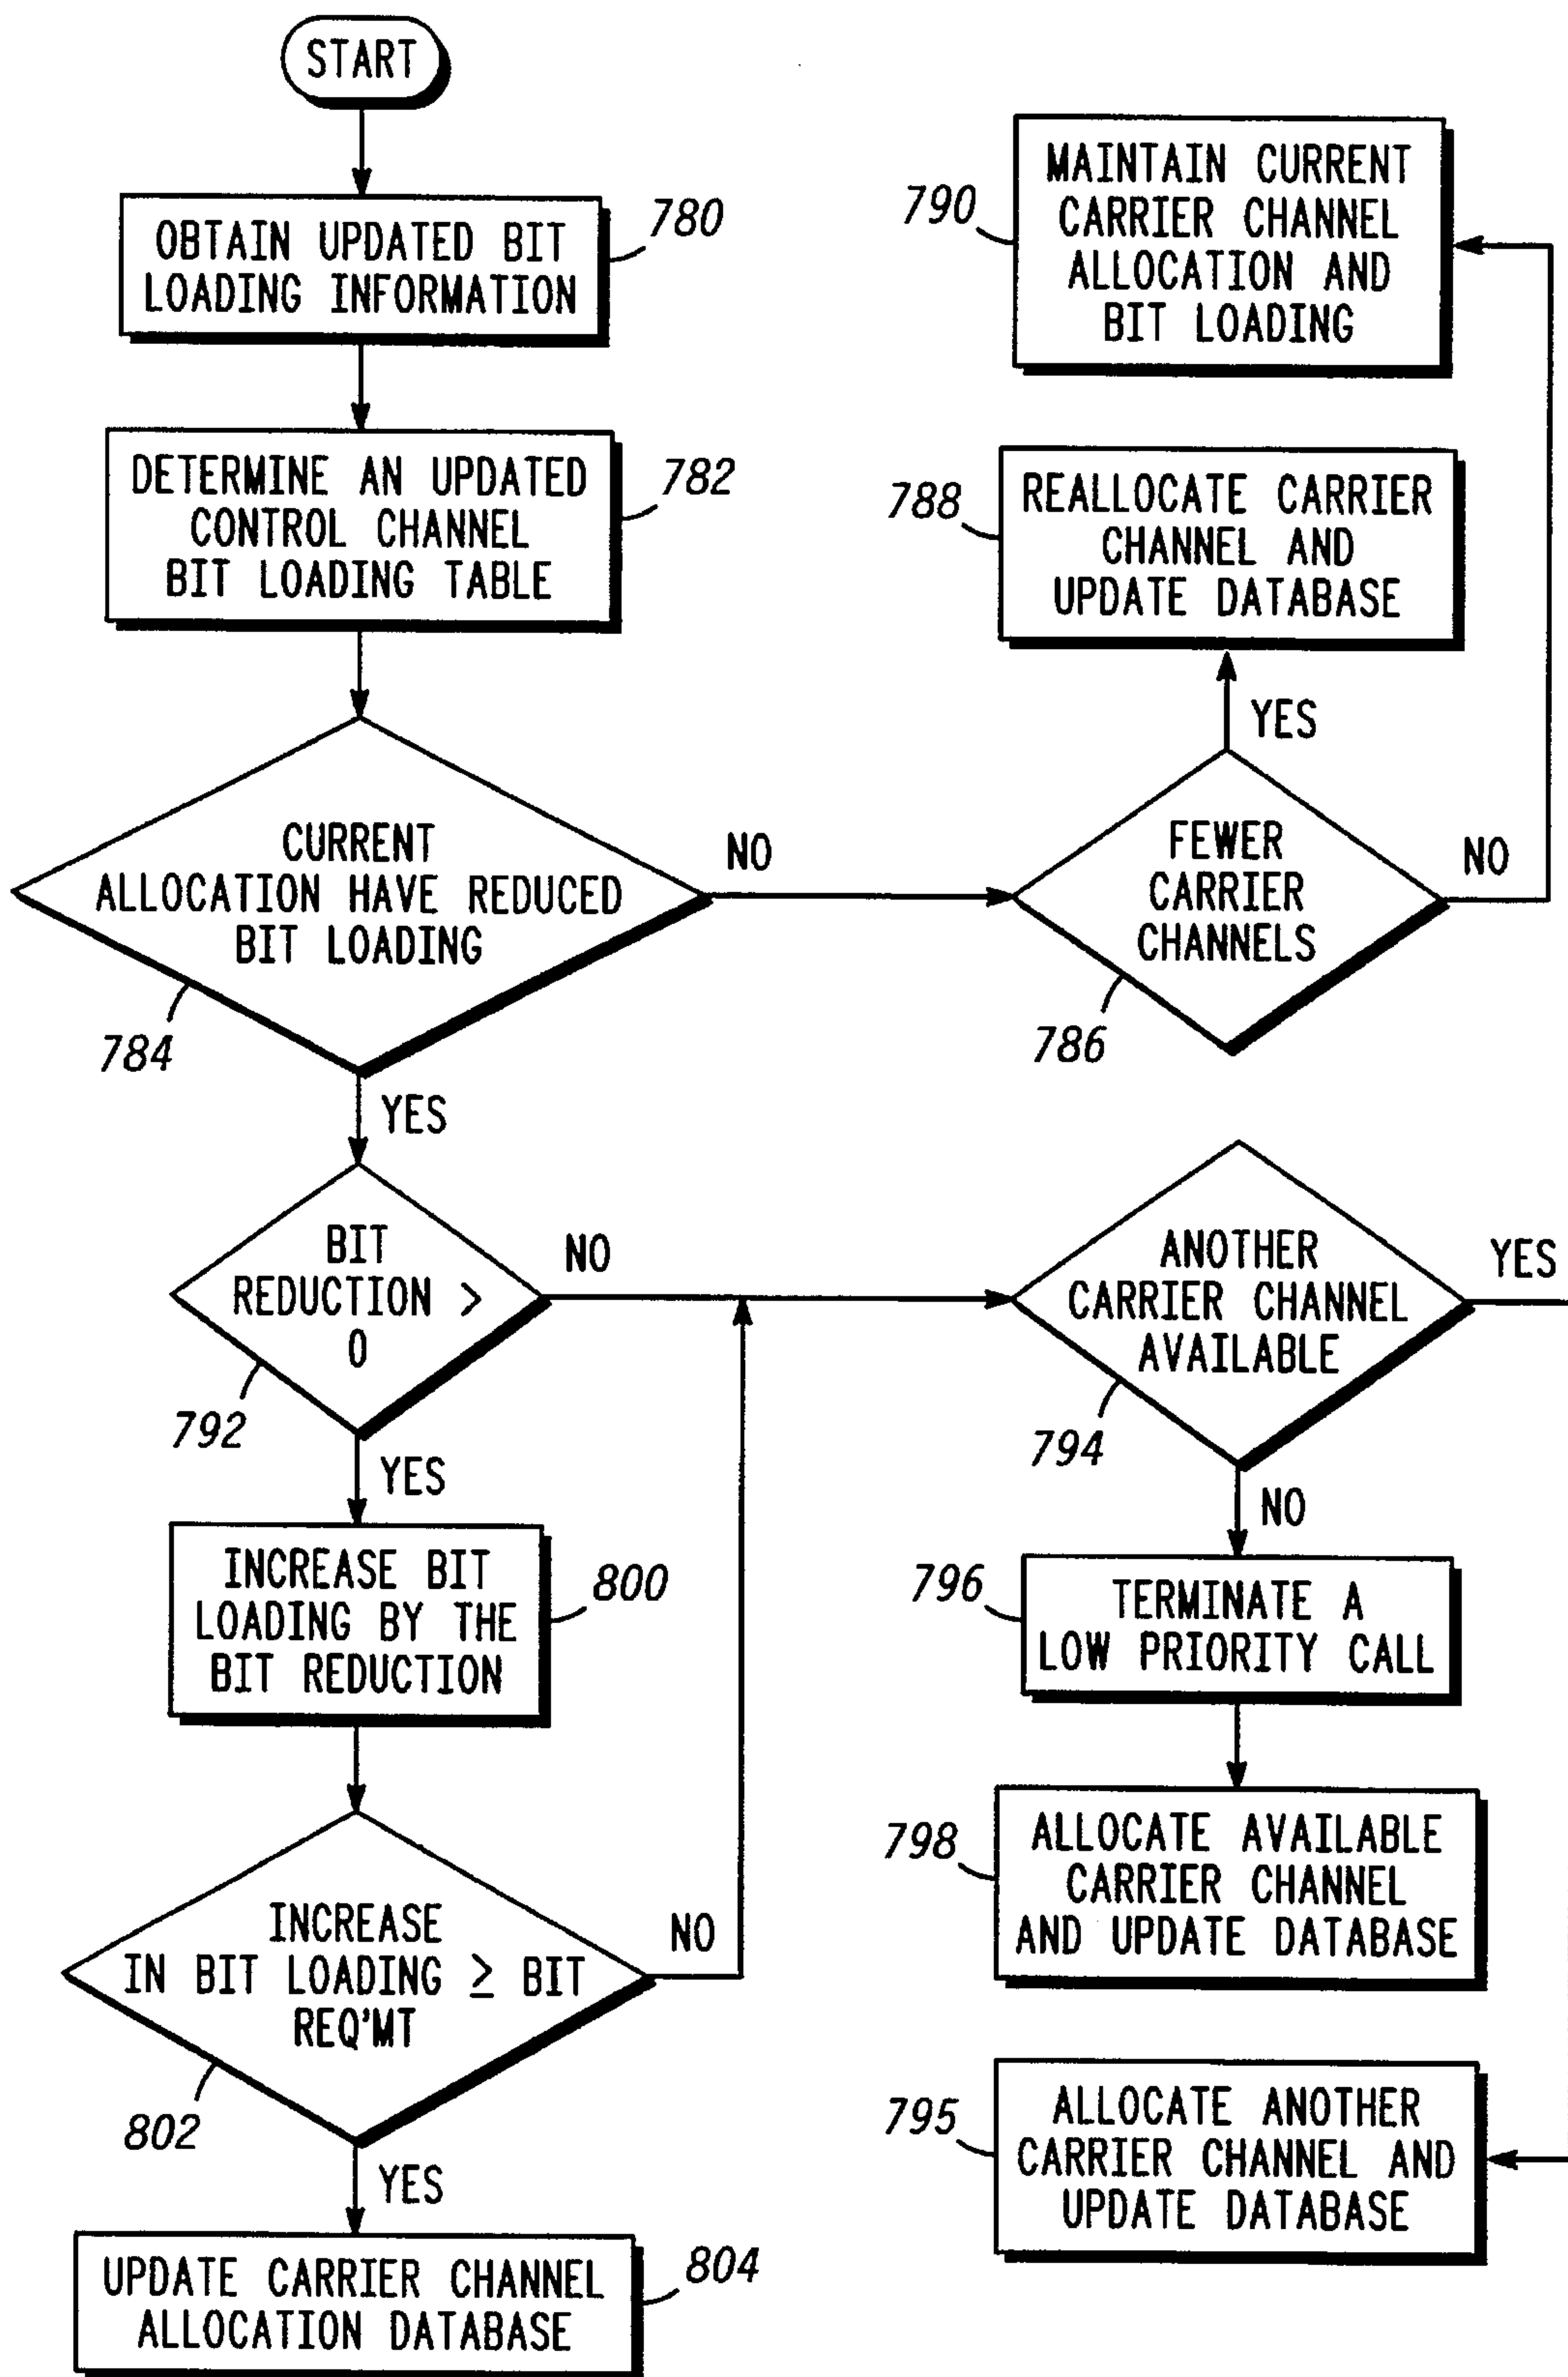 START
OBTAIN UPDATED BIT
LOADING INFORMATION
780
DETERMINE AN UPDATED
CONTROL CHANNEL
BIT LOADING TABLE
782
CURRENT
ALLOCATION HAVE REDUCED
BIT LOADING
784
NO
YES
FEWER
CARRIER
CHANNELS
786
YES
NO
REALLOCATE CARRIER
CHANNEL AND
UPDATE DATABASE
788
MAINTAIN CURRENT
CARRIER CHANNEL
ALLOCATION AND
BIT LOADING
790
BIT
REDUCTION >
0
792
NO
YES
ANOTHER
CARRIER CHANNEL
AVAILABLE
794
YES
NO
TERMINATE A
LOW PRIORITY CALL
796
ALLOCATE AVAILABLE
CARRIER CHANNEL
AND UPDATE DATABASE
798
ALLOCATE ANOTHER
CARRIER CHANNEL AND
UPDATE DATABASE
795
INCREASE BIT
LOADING BY THE
BIT REDUCTION
800
INCREASE
IN BIT LOADING ≥ BIT
REQ'MT
802
NO
YES
UPDATE CARRIER CHANNEL
ALLOCATION DATABASE
804